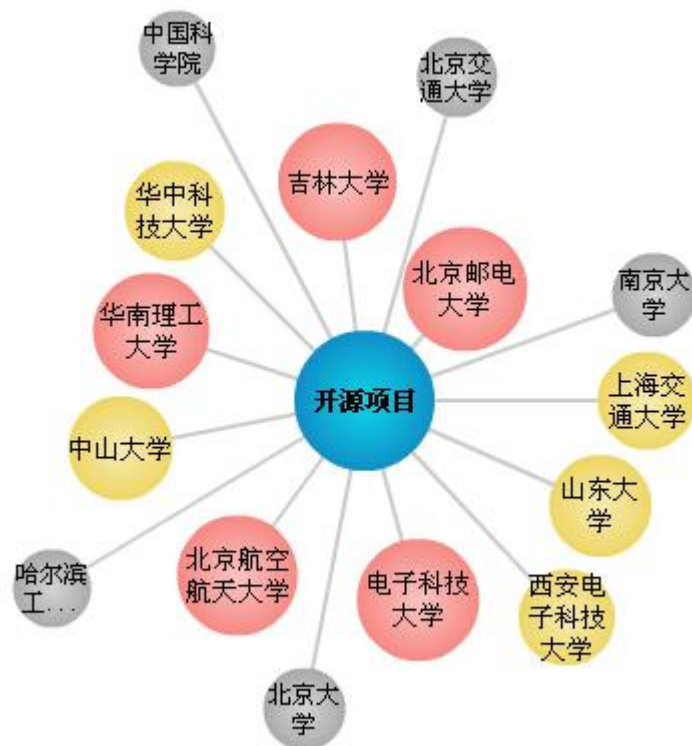 中国科
学院
北京交
通大学
吉林大学
华中科
技大学
北京邮电
大学
南京大
学
华南理工
大学
开源项目
上海交
通大学
中山大学
山东大
学
北京航空
航天大学
电子科技
大学
哈尔滨
工...
西安电
子科技
大学
北京大
学